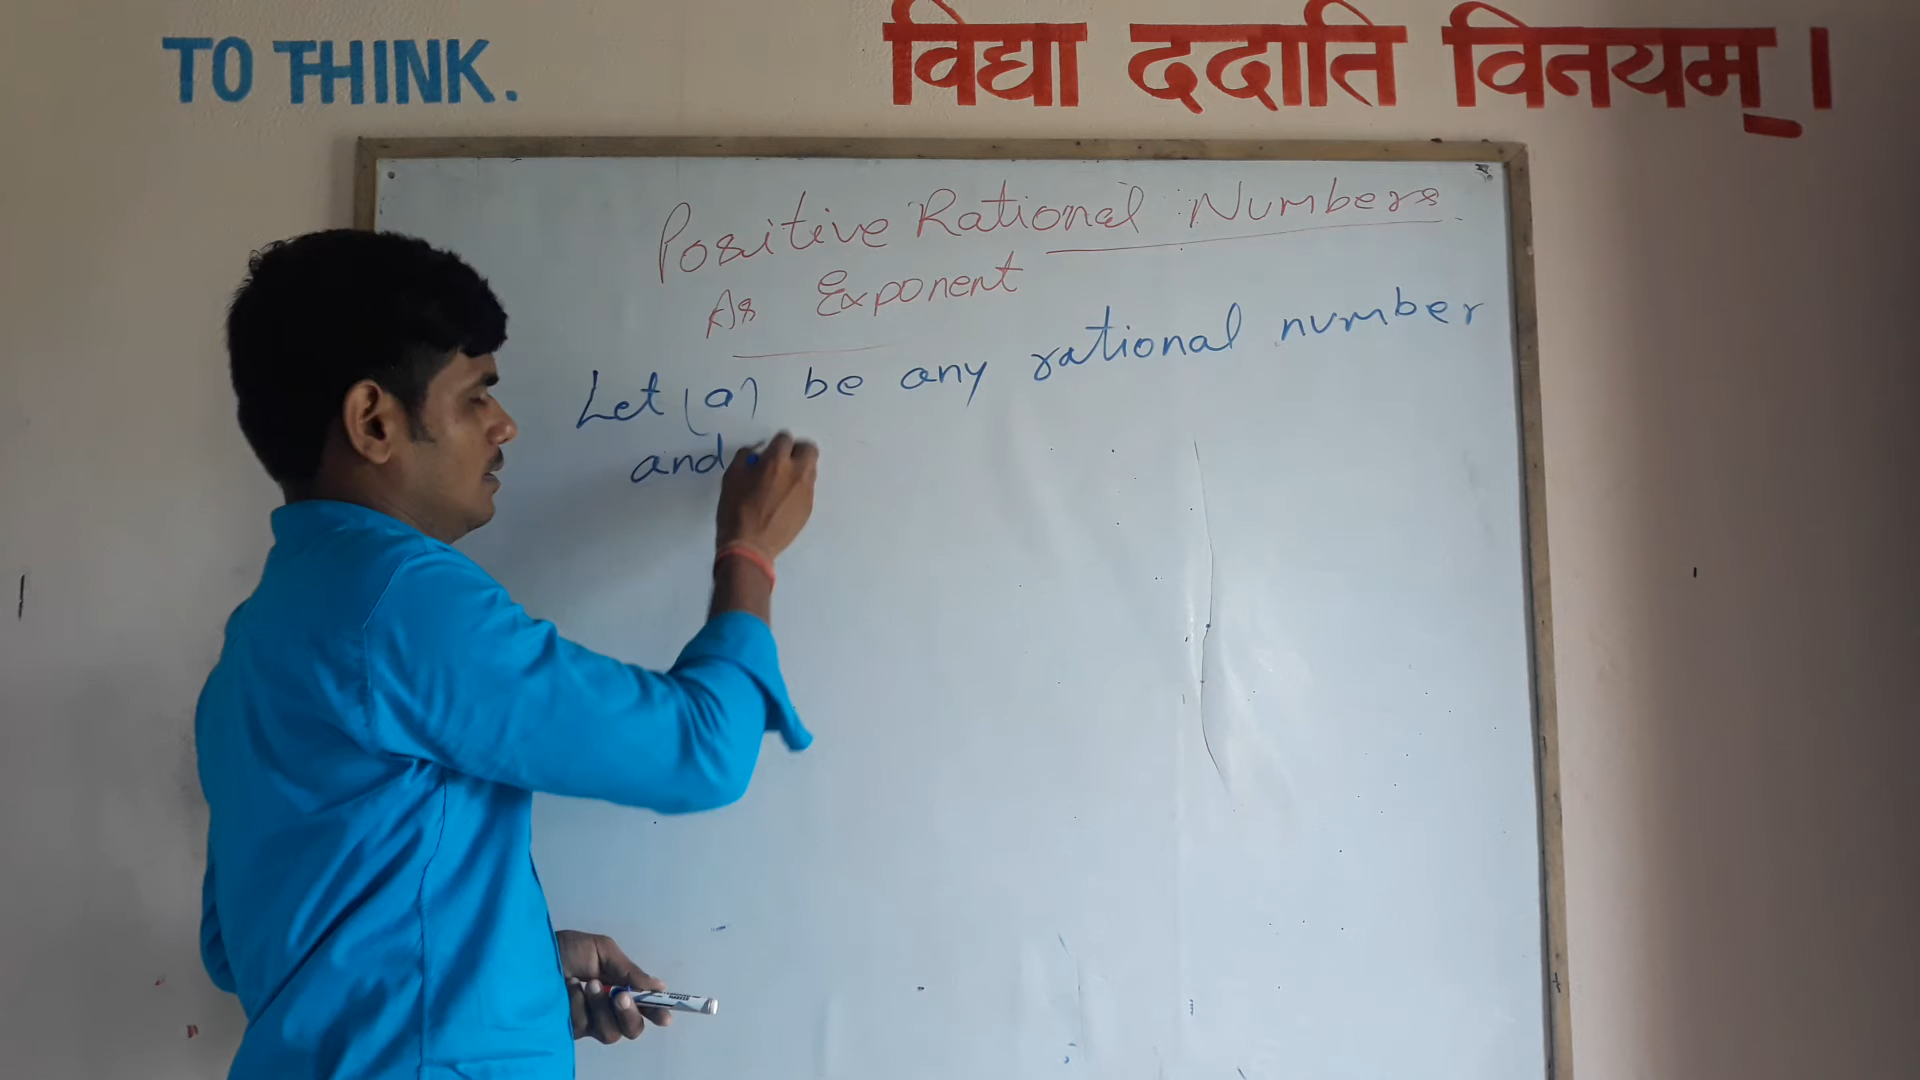 TO THINK.
विद्या ददाति विनयम्।
Positive Rational Numbers.
As Exponent
Let (a) be any rational number
and